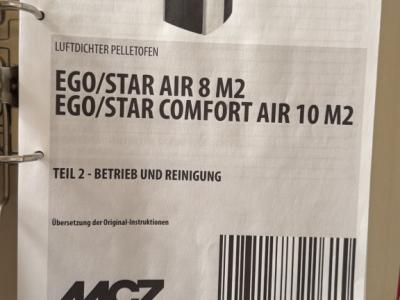 LUFTDICHTER PELLETOFEN
EGO/STAR AIR 8 M2
EGO/STAR COMFORT AIR 10 M2
TEIL 2 - BETRIEB UND REINIGUNG
Übersetzung der Original-Instruktionen
MCZ